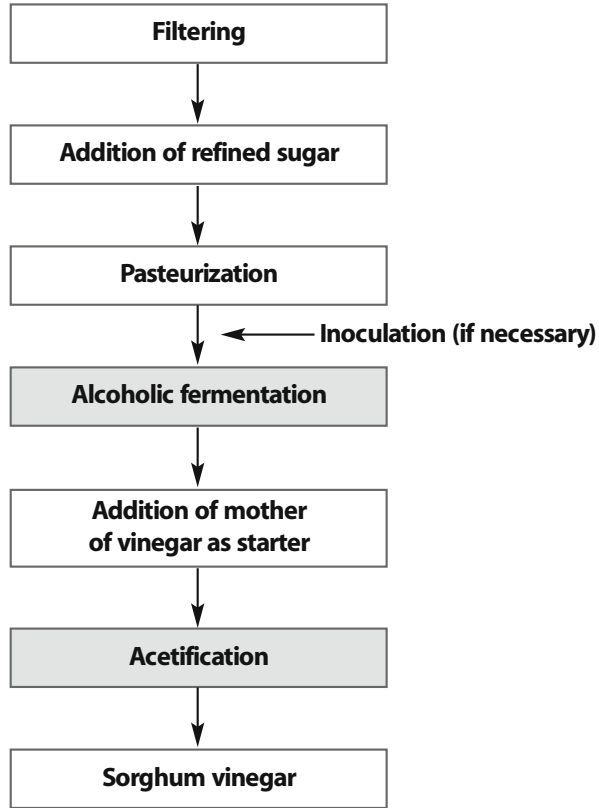 Filtering
Addition of refined sugar
Pasteurization
Inoculation (if necessary)
Alcoholic fermentation
Addition of mother
of vinegar as starter
Acetification
Sorghum vinegar